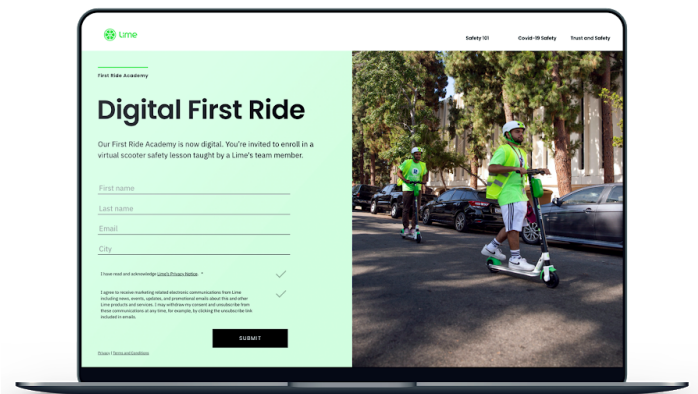 Lime
Safety 101
Covid-19 Safety
Trust and Safety
First Ride Academy
Digital First Ride
Our First Ride Academy is now digital. You're invited to enroll in a
virtual scooter safety lesson taught by a Lime's team member.
First name
Last name
Email
City
I have read and acknowledge Lime's Privacy Notice. *
I agree to receive marketing related electronic communications from Lime
including news, events, updates, and promotional emails about this and other
Lime products and services. I may withdraw my consent and unsubscribe from
these communications at any time, for example, by clicking the unsubscribe link
included in emails.
SUBMIT
Privacy | Terms and Conditions